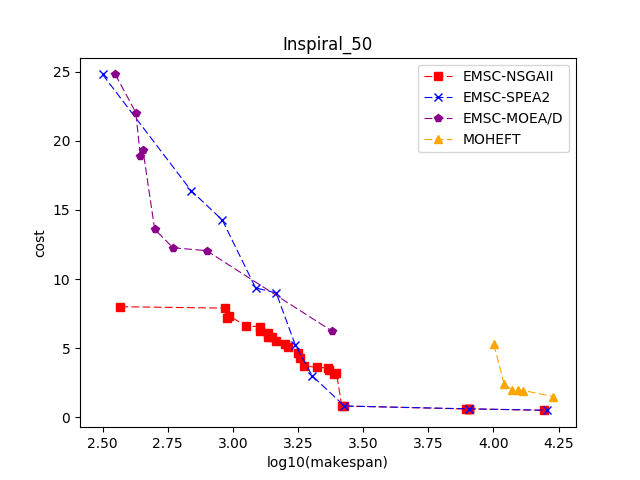 Inspiral_50
EMSC-NSGAII
EMSC-SPEA2
EMSC-MOEA/D
MOHEFT
cost
25
20
15
10
5
0
2.50 2.75 3.00 3.25 3.50 3.75 4.00 4.25
log10(makespan)